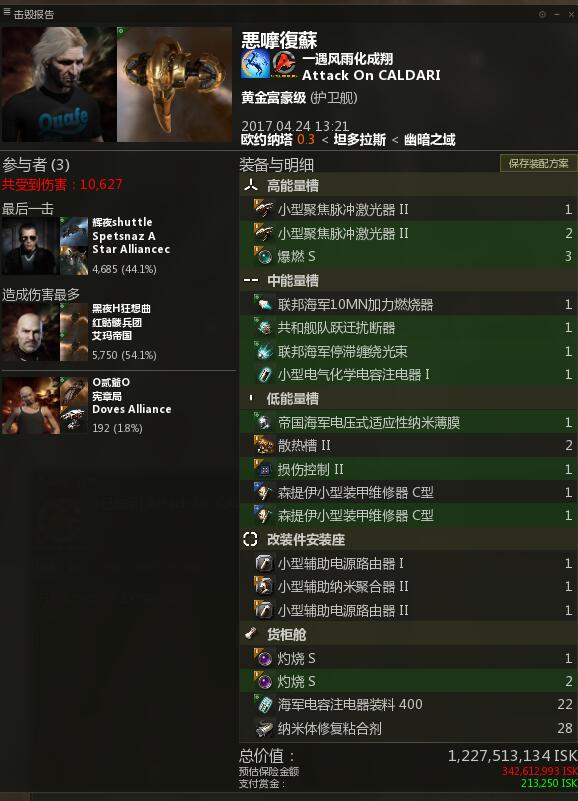 击毁报告
悪嚤復蘇
一遇风雨化成翔
Attack On CALDARI
黄金富豪级 (护卫舰)
2017.04.24 13:21
欧约纳塔 0.3 < 坦多拉斯 < 幽暗之域
Quafe
参与者 (3)
共受到伤害：10,627
最后一击
辉夜shuttle
Spetsnaz A
Star Alliancec
4,685 (44.1%)
造成伤害最多
黑夜H狂想曲
红骷髅兵团
艾玛帝国
5,750 (54.1%)
O贰爺O
宪章局
Doves Alliance
192 (1.8%)
装备与明细
保存装配方案
高能量槽
小型聚焦脉冲激光器 II 1
小型聚焦脉冲激光器 II 2
爆燃 S 3
中能量槽
联邦海军10MN加力燃烧器 1
共和舰队跃迁扰断器 1
联邦海军停滞缠绕光束 1
小型电气化学电容注电器 I 1
低能量槽
帝国海军电压式适应性纳米薄膜 1
散热槽 II 2
损伤控制 II 1
森提伊小型装甲维修器 C型 1
森提伊小型装甲维修器 C型 1
改装件安装座
小型辅助电源路由器 I 1
小型辅助纳米聚合器 II 1
小型辅助电源路由器 II 1
货柜舱
灼烧 S 1
灼烧 S 2
海军电容注电器装料 400 22
纳米体修复粘合剂 28
总价值： 1,227,513,134 ISK
预估保险金额 342,612,993 ISK
支付赏金： 213,250 ISK